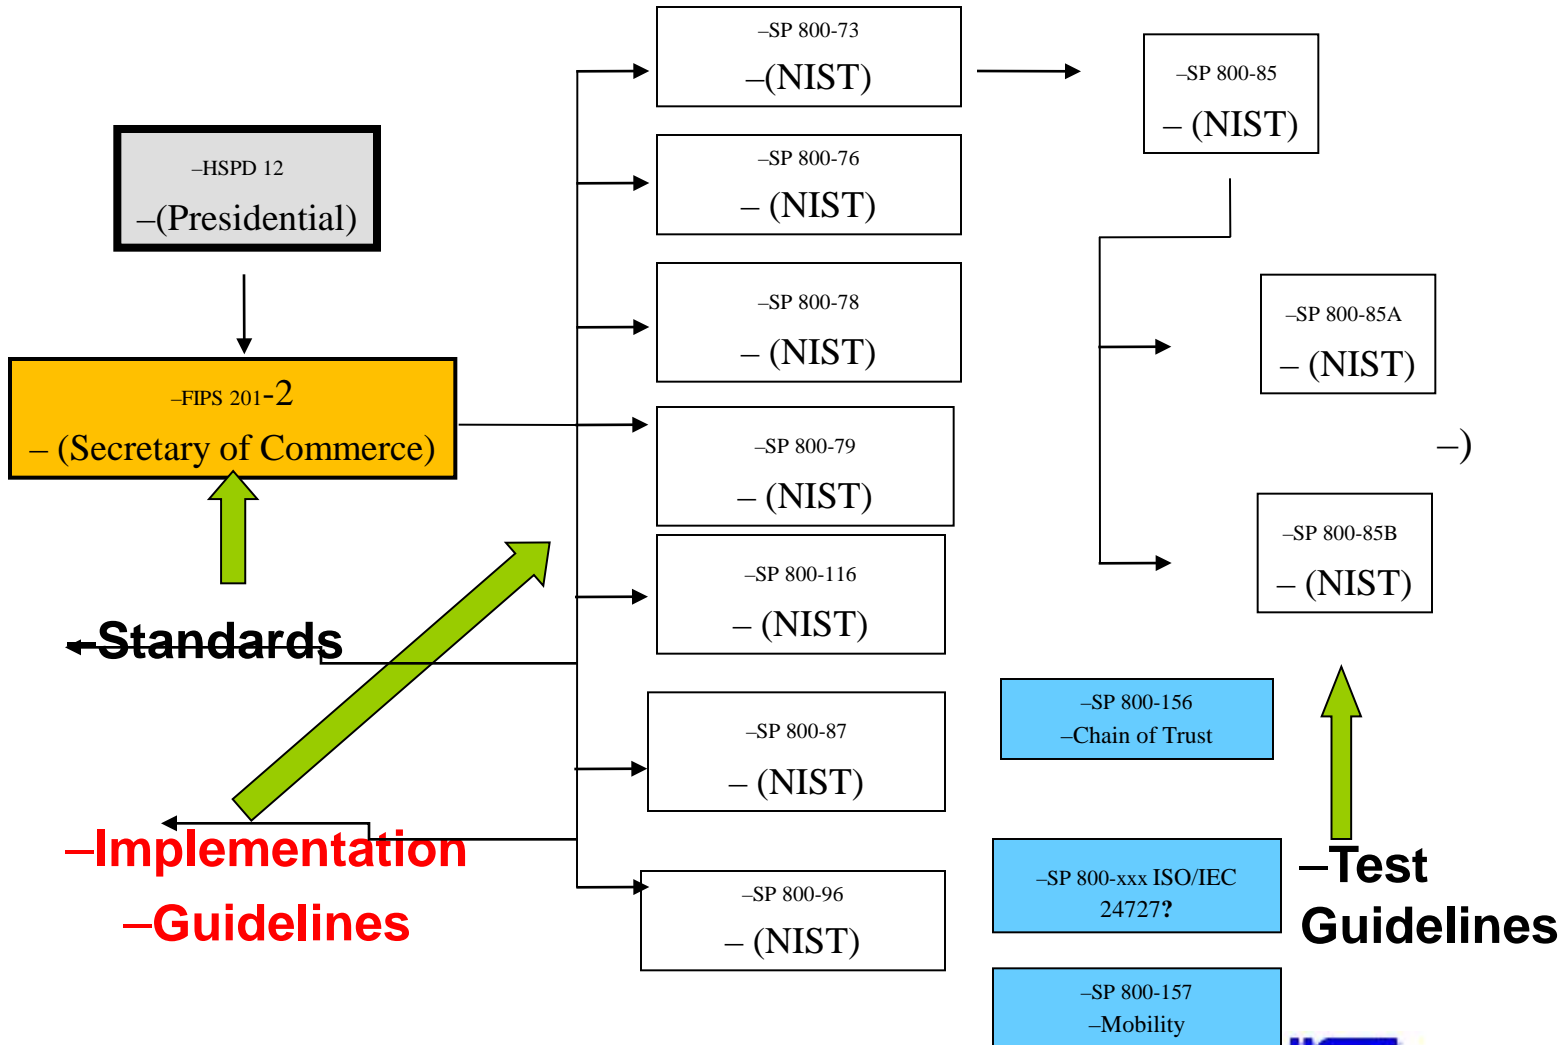 –SP 800-73
–(NIST)
–SP 800-85
– (NIST)
–HSPD 12
–(Presidential)
–SP 800-76
– (NIST)
–SP 800-78
– (NIST)
–SP 800-85A
– (NIST)
–FIPS 201-2
– (Secretary of Commerce)
–SP 800-79
– (NIST)
–)
–SP 800-85B
– (NIST)
–SP 800-116
– (NIST)
–Standards
–SP 800-87
– (NIST)
–SP 800-156
–Chain of Trust
–Implementation
–Guidelines
–SP 800-96
– (NIST)
–SP 800-xxx ISO/IEC
24727?
–Test
Guidelines
–SP 800-157
–Mobility